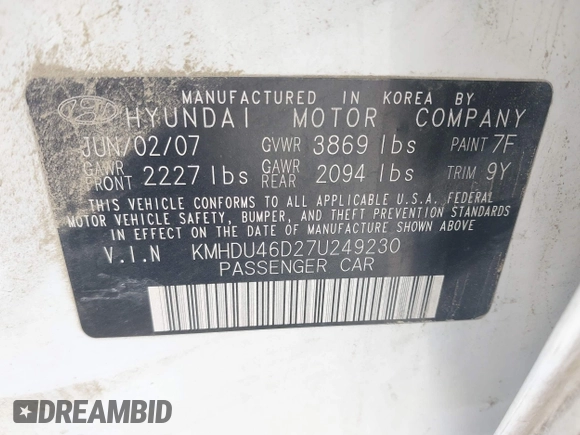 MANUFACTURED IN KOREA BY
HYUNDAI MOTOR COMPANY
JUN/02/07 GVWR 3869 lbs PAINT 7F
GAWR FRONT 2227 lbs GAWR REAR 2094 lbs TRIM 9Y
THIS VEHICLE CONFORMS TO ALL APPLICABLE U.S.A. FEDERAL
MOTOR VEHICLE SAFETY, BUMPER, AND THEFT PREVENTION STANDARDS
IN EFFECT ON THE DATE OF MANUFACTURE SHOWN ABOVE.
V.I.N KMHDU46D27U249230
PASSENGER CAR
DREAMBID